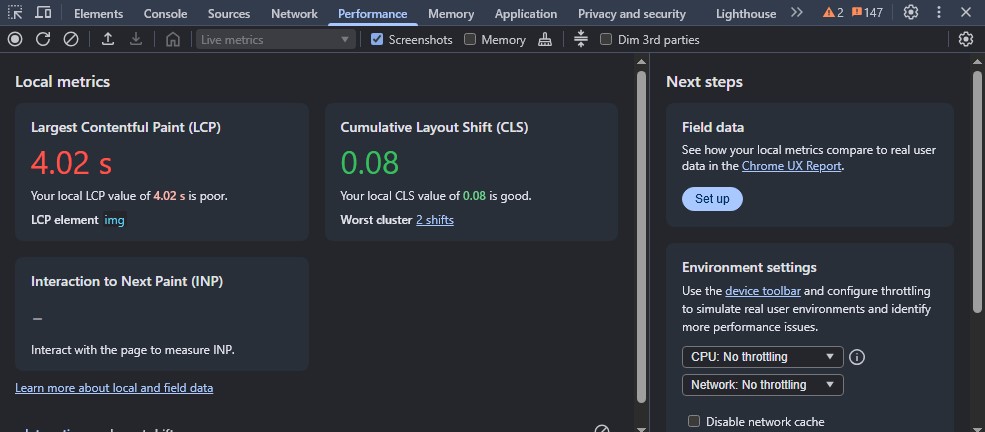 Elements Console Sources Network Performance Memory Application Privacy and security Lighthouse 2 147
Live metrics Screenshots Memory Dim 3rd parties
Local metrics
Largest Contentful Paint (LCP)
4.02 s
Your local LCP value of 4.02 s is poor.
LCP element img
Cumulative Layout Shift (CLS)
0.08
Your local CLS value of 0.08 is good.
Worst cluster 2 shifts
Interaction to Next Paint (INP)
–
Interact with the page to measure INP.
Learn more about local and field data
Next steps
Field data
See how your local metrics compare to real user
data in the Chrome UX Report.
Set up
Environment settings
Use the device toolbar and configure throttling
to simulate real user environments and identify
more performance issues.
CPU: No throttling
Network: No throttling
Disable network cache